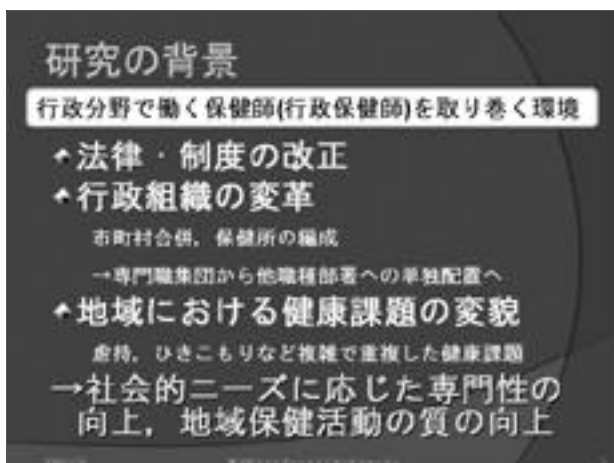 研究の背景
行政分野で働く保健師(行政保健師)を取り巻く環境
法律・制度の改正
行政組織の変革
市町村合併，保健所の編成
→専門職集団から他職種部署への単独配置へ
地域における健康課題の変貌
虐待，ひきこもりなど複雑で重複した健康課題
→社会的ニーズに応じた専門性の
向上，地域保健活動の質の向上